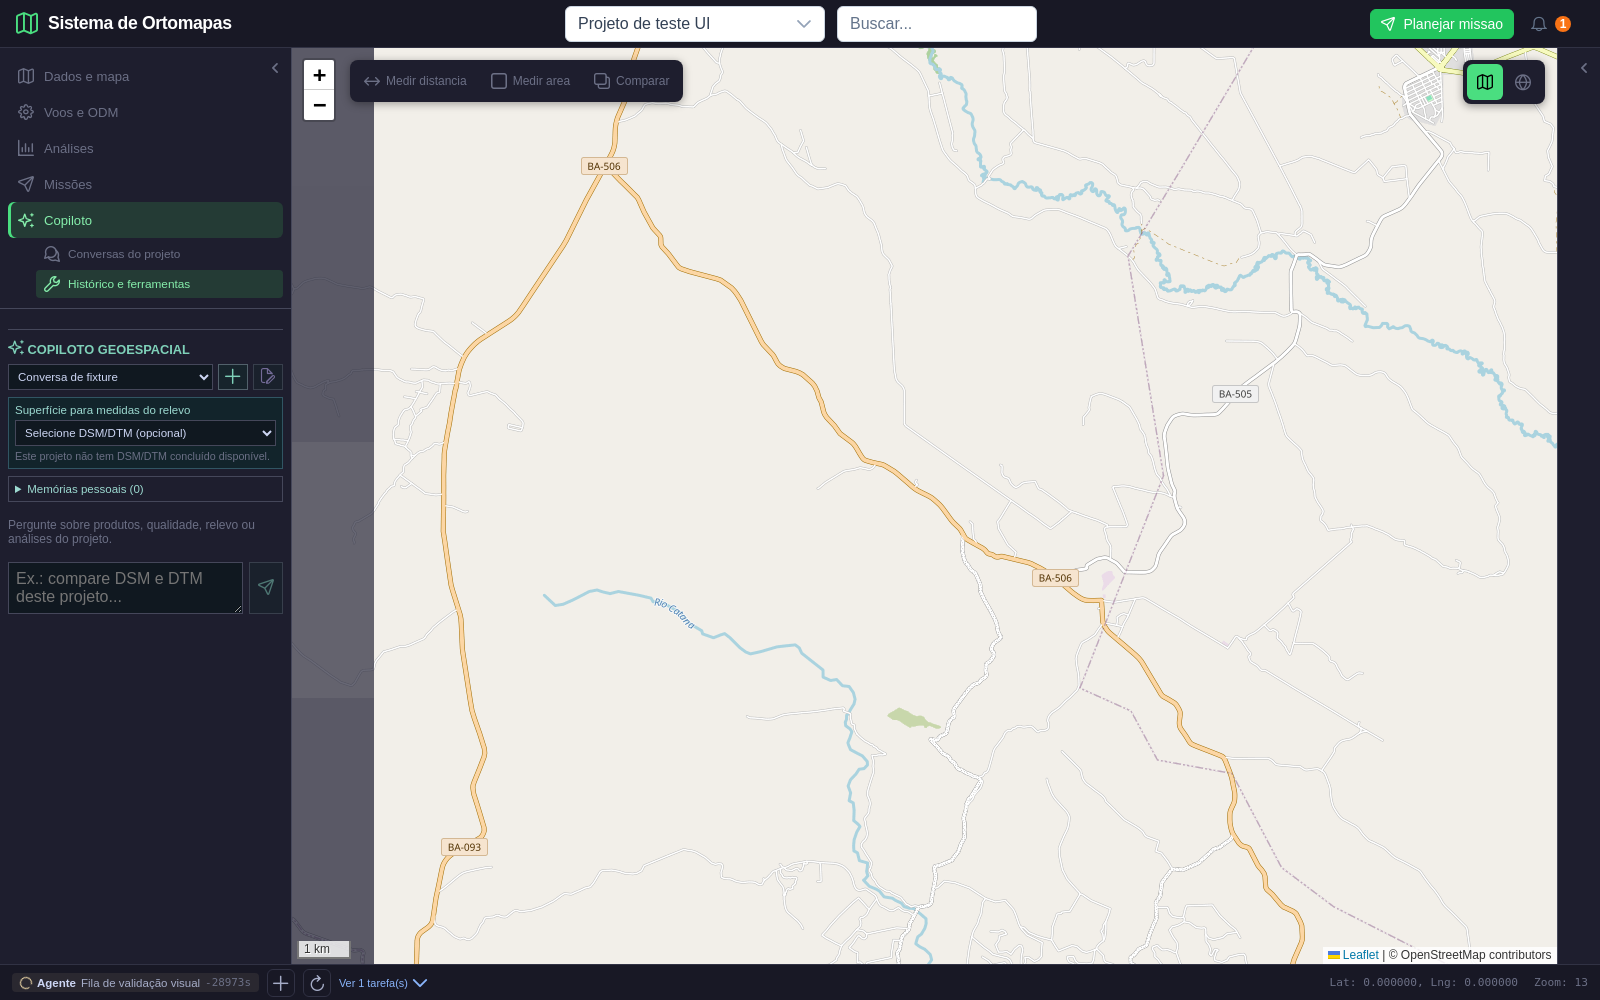 Sistema de Ortomapas
Projeto de teste UI
Buscar...
Planejar missao
1
Dados e mapa
Voos e ODM
Análises
Missões
Copiloto
Conversas do projeto
Histórico e ferramentas
COPILOTO GEOESPACIAL
Conversa de fixture
Superfície para medidas do relevo
Selecione DSM/DTM (opcional)
Este projeto não tem DSM/DTM concluído disponível.
Memórias pessoais (0)
Pergunte sobre produtos, qualidade, relevo ou
análises do projeto.
Ex.: compare DSM e DTM
deste projeto...
+
−
Medir distancia
Medir area
Comparar
BA-506
BA-505
BA-506
Rio Catana
BA-093
1 km
Leaflet | © OpenStreetMap contributors
Agente Fila de validação visual -28973s
Ver 1 tarefa(s)
Lat: 0.000000, Lng: 0.000000 Zoom: 13